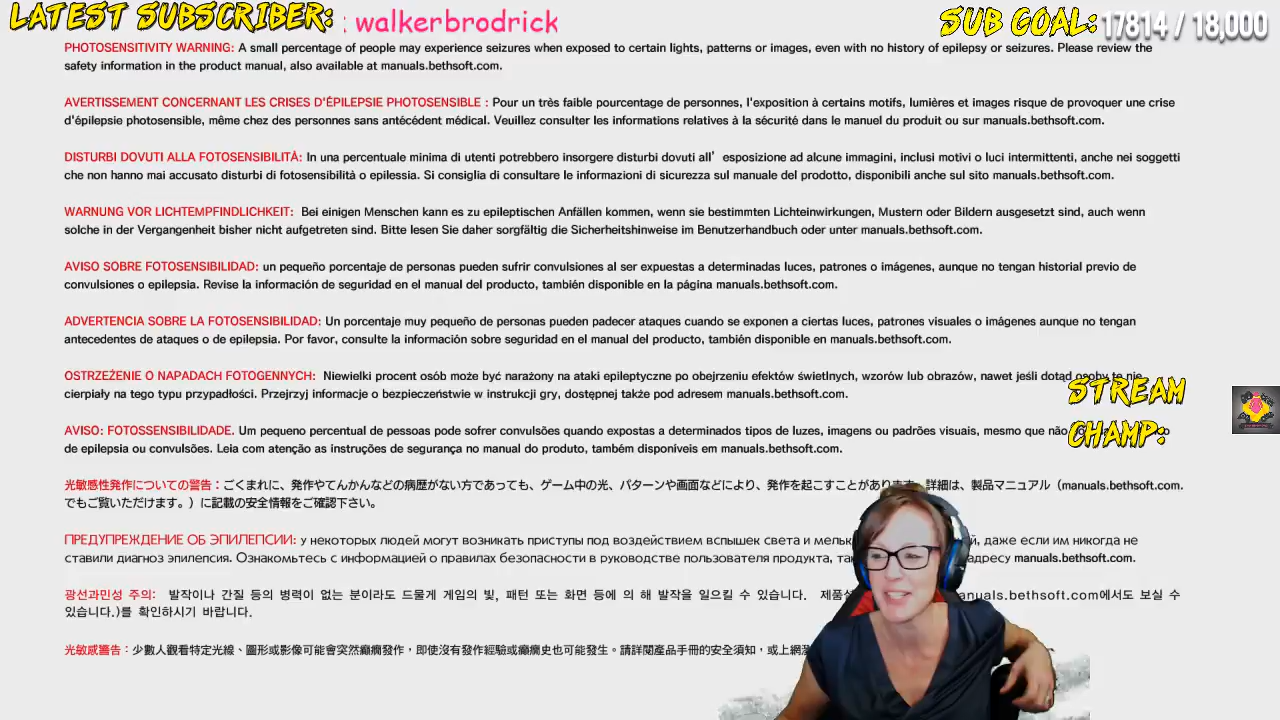 LATEST SUBSCRIBER: : walkerbrodrick
SUB GOAL: 17814 / 18,000
PHOTOSENSITIVITY WARNING: A small percentage of people may experience seizures when exposed to certain lights, patterns or images, even with no history of epilepsy or seizures. Please review the
safety information in the product manual, also available at manuals.bethsoft.com.
AVERTISSEMENT CONCERNANT LES CRISES D'ÉPILEPSIE PHOTOSENSIBLE : Pour un très faible pourcentage de personnes, l'exposition à certains motifs, lumières et images risque de provoquer une crise
d'épilepsie photosensible, même chez des personnes sans antécédent médical. Veuillez consulter les informations relatives à la sécurité dans le manuel du produit ou sur manuals.bethsoft.com.
DISTURBI DOVUTI ALLA FOTOSENSIBILITÀ: In una percentuale minima di utenti potrebbero insorgere disturbi dovuti all' esposizione ad alcune immagini, inclusi motivi o luci intermittenti, anche nei soggetti
che non hanno mai accusato disturbi di fotosensibilità o epilessia. Si consiglia di consultare le informazioni di sicurezza sul manuale del prodotto, disponibili anche sul sito manuals.bethsoft.com.
WARNUNG VOR LICHTEMPFINDLICHKEIT: Bei einigen Menschen kann es zu epileptischen Anfällen kommen, wenn sie bestimmten Lichteinwirkungen, Mustern oder Bildern ausgesetzt sind, auch wenn
solche in der Vergangenheit bisher nicht aufgetreten sind. Bitte lesen Sie daher sorgfältig die Sicherheitshinweise im Benutzerhandbuch oder unter manuals.bethsoft.com.
AVISO SOBRE FOTOSENSIBILIDAD: un pequeño porcentaje de personas pueden sufrir convulsiones al ser expuestas a determinadas luces, patrones o imágenes, aunque no tengan historial previo de
convulsiones o epilepsia. Revise la información de seguridad en el manual del producto, también disponible en la página manuals.bethsoft.com.
ADVERTENCIA SOBRE LA FOTOSENSIBILIDAD: Un porcentaje muy pequeño de personas pueden padecer ataques cuando se exponen a ciertas luces, patrones visuales o imágenes aunque no tengan
antecedentes de ataques o de epilepsia. Por favor, consulte la información sobre seguridad en el manual del producto, también disponible en manuals.bethsoft.com.
OSTRZEŻENIE O NAPADACH FOTOGENNYCH: Niewielki procent osób może być narażony na ataki epileptyczne po obejrzeniu efektów świetlnych, wzorów lub obrazów, nawet jeśli dotąd osoby te nie
cierpiały na tego typu przypadłości. Przejrzyj informacje o bezpieczeństwie w instrukcji gry, dostępnej także pod adresem manuals.bethsoft.com.
STREAM
CHAMP:
AVISO: FOTOSSENSIBILIDADE. Um pequeno percentual de pessoas pode sofrer convulsões quando expostas a determinados tipos de luzes, imagens ou padrões visuais, mesmo que não
de epilepsia ou convulsões. Leia com atenção as instruções de segurança no manual do produto, também disponíveis em manuals.bethsoft.com.
光敏感性発作についての警告：ごくまれに、発作やてんかんなどの病歴がない方であっても、ゲーム中の光、パターンや画面などにより、発作を起こすことがあります。詳細は、製品マニュアル（manuals.bethsoft.com.
でもご覧いただけます。）に記載の安全情報をご確認下さい。
ПРЕДУПРЕЖДЕНИЕ ОБ ЭПИЛЕПСИИ: у некоторых людей могут возникать приступы под воздействием вспышек света и мельк й, даже если им никогда не
ставили диагноз эпилепсия. Ознакомьтесь с информацией о правилах безопасности в руководстве пользователя продукта, так адресу manuals.bethsoft.com.
광선과민성 주의: 발작이나 간질 등의 병력이 없는 분이라도 드물게 게임의 빛, 패턴 또는 화면 등에 의 해 발작을 일으킬 수 있습니다. 제품설 anuals.bethsoft.com에서도 보실 수
있습니다.)를 확인하시기 바랍니다.
光敏感警告：少數人觀看特定光線、圖形或影像可能會突然癲癇發作，即使沒有發作經驗或癲癇史也可能發生。請詳閱產品手冊的安全須知，或上網